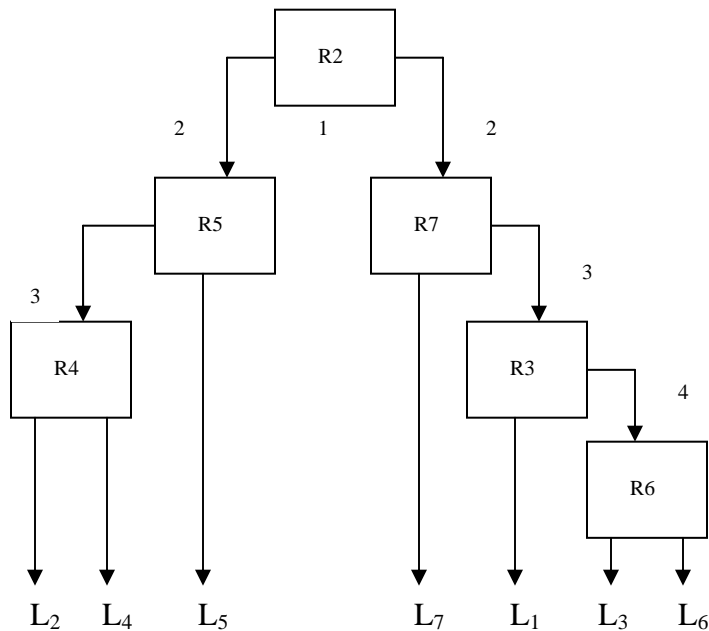 R2
2 1 2
R5 R7
3
3
R4 R3
4
R6
L₂ L₄ L₅ L₇ L₁ L₃ L₆